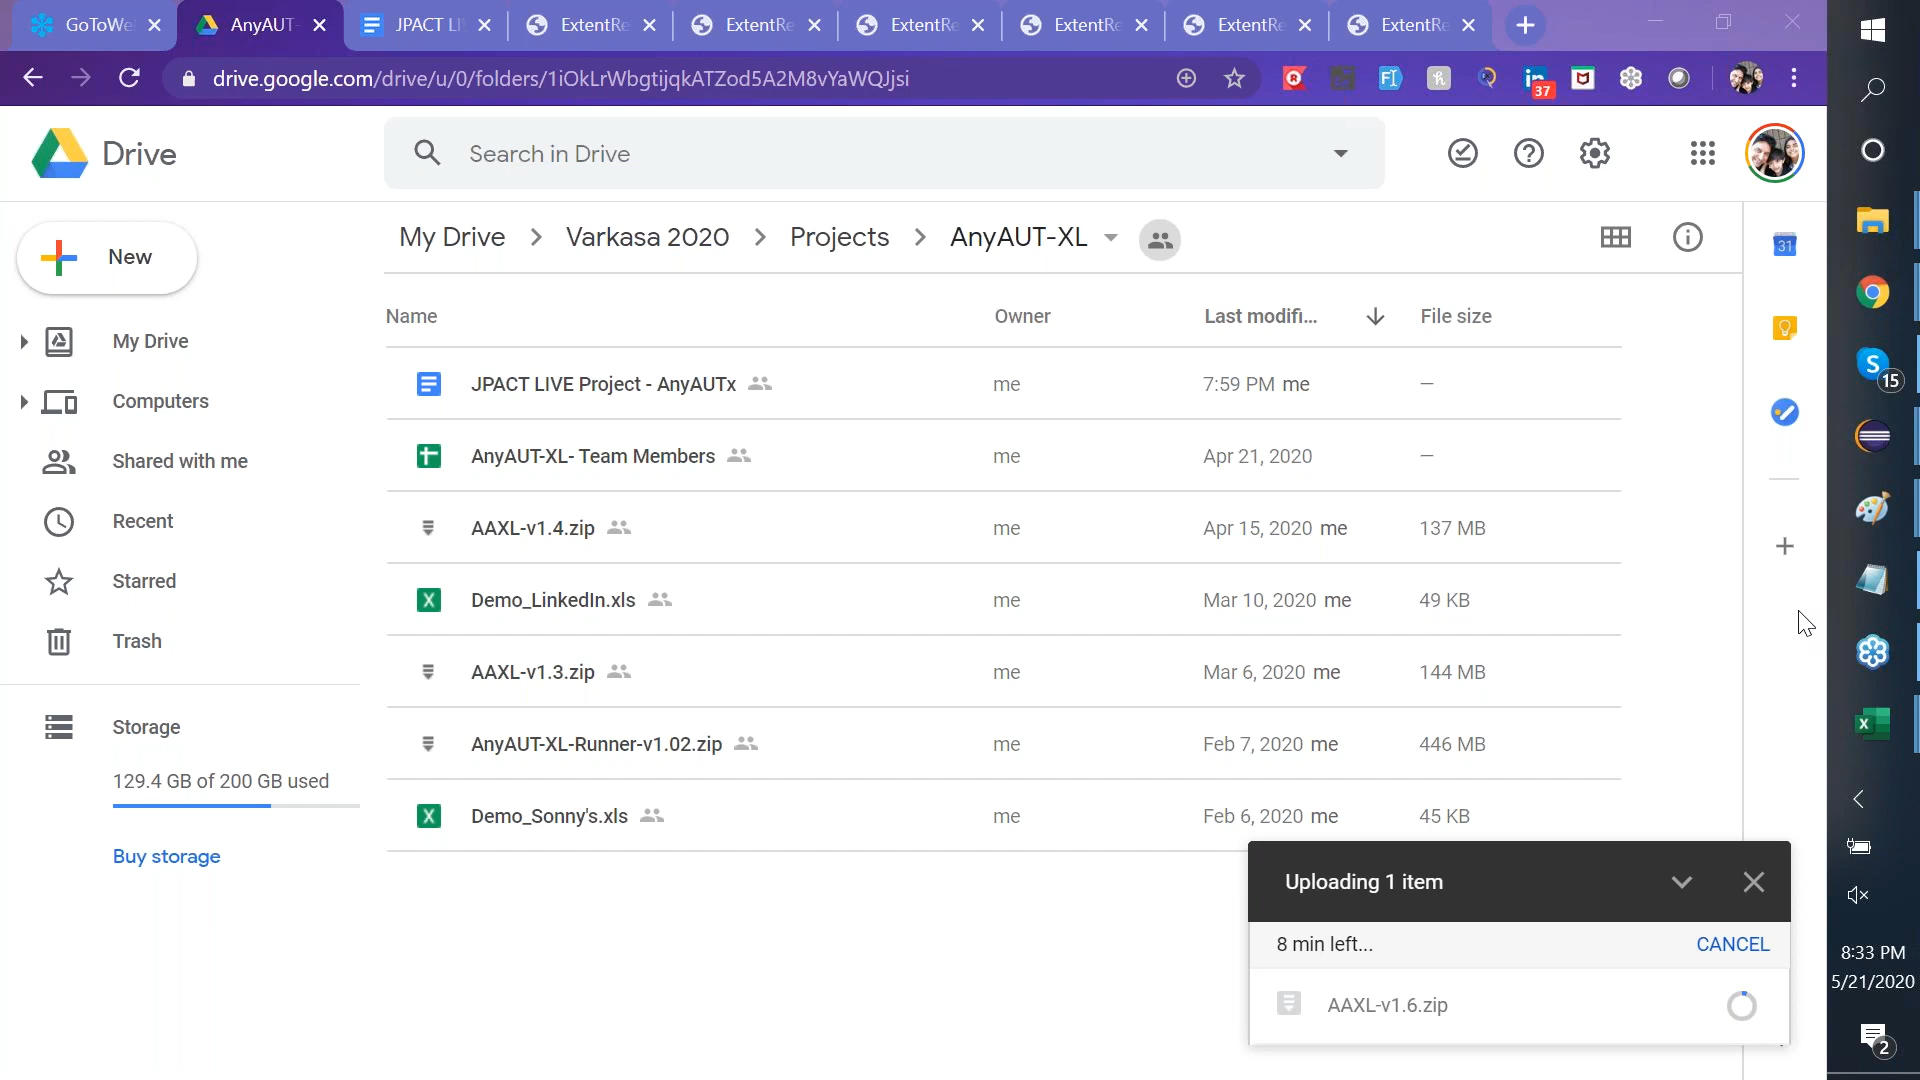 GoToWe
AnyAUT-
JPACT LI
ExtentRe
ExtentRe
ExtentRe
ExtentRe
ExtentRe
ExtentRe
drive.google.com/drive/u/0/folders/1iOkLrWbgtijqkATZod5A2M8vYaWQJjsi
37
Drive
Search in Drive
New
My Drive
Computers
Shared with me
Recent
Starred
Trash
Storage
129.4 GB of 200 GB used
Buy storage
My Drive > Varkasa 2020 > Projects > AnyAUT-XL
Name Owner Last modifi... File size
JPACT LIVE Project - AnyAUTx me 7:59 PM me —
AnyAUT-XL- Team Members me Apr 21, 2020 —
AAXL-v1.4.zip me Apr 15, 2020 me 137 MB
Demo_LinkedIn.xls me Mar 10, 2020 me 49 KB
AAXL-v1.3.zip me Mar 6, 2020 me 144 MB
AnyAUT-XL-Runner-v1.02.zip me Feb 7, 2020 me 446 MB
Demo_Sonny's.xls me Feb 6, 2020 me 45 KB
Uploading 1 item
8 min left... CANCEL
AAXL-v1.6.zip
31
15
8:33 PM
5/21/2020
2